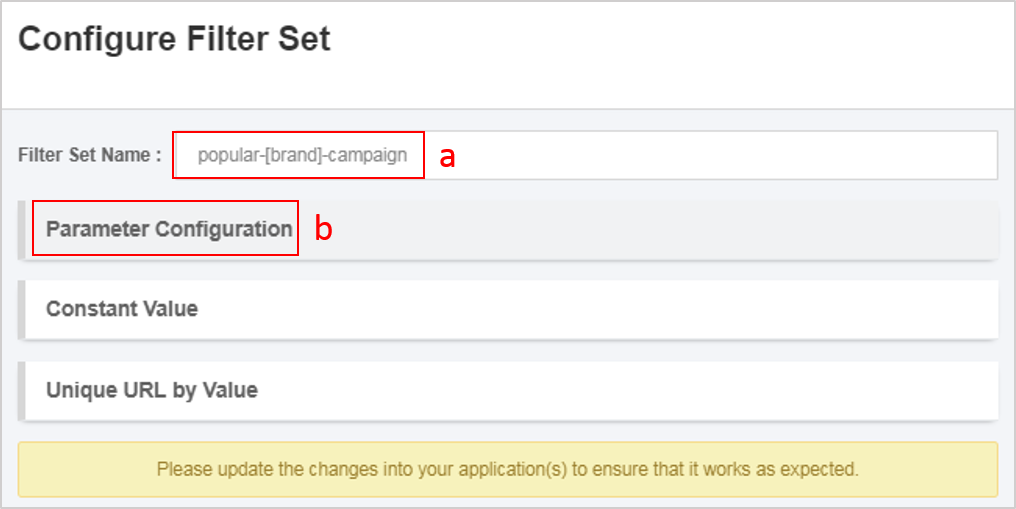 Configure Filter Set
Filter Set Name : popular-[brand]-campaign a
Parameter Configuration b
Constant Value
Unique URL by Value
Please update the changes into your application(s) to ensure that it works as expected.